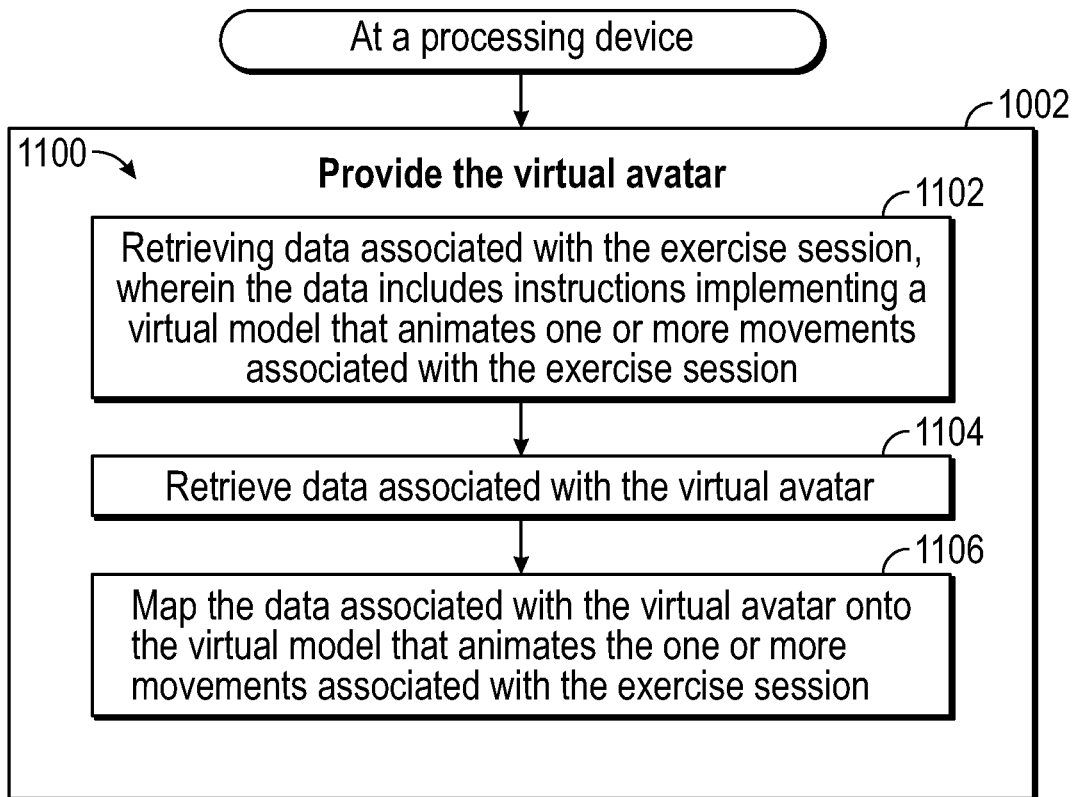 At a processing device
1002
1100
Provide the virtual avatar
1102
Retrieving data associated with the exercise session,
wherein the data includes instructions implementing a
virtual model that animates one or more movements
associated with the exercise session
1104
Retrieve data associated with the virtual avatar
1106
Map the data associated with the virtual avatar onto
the virtual model that animates the one or more
movements associated with the exercise session